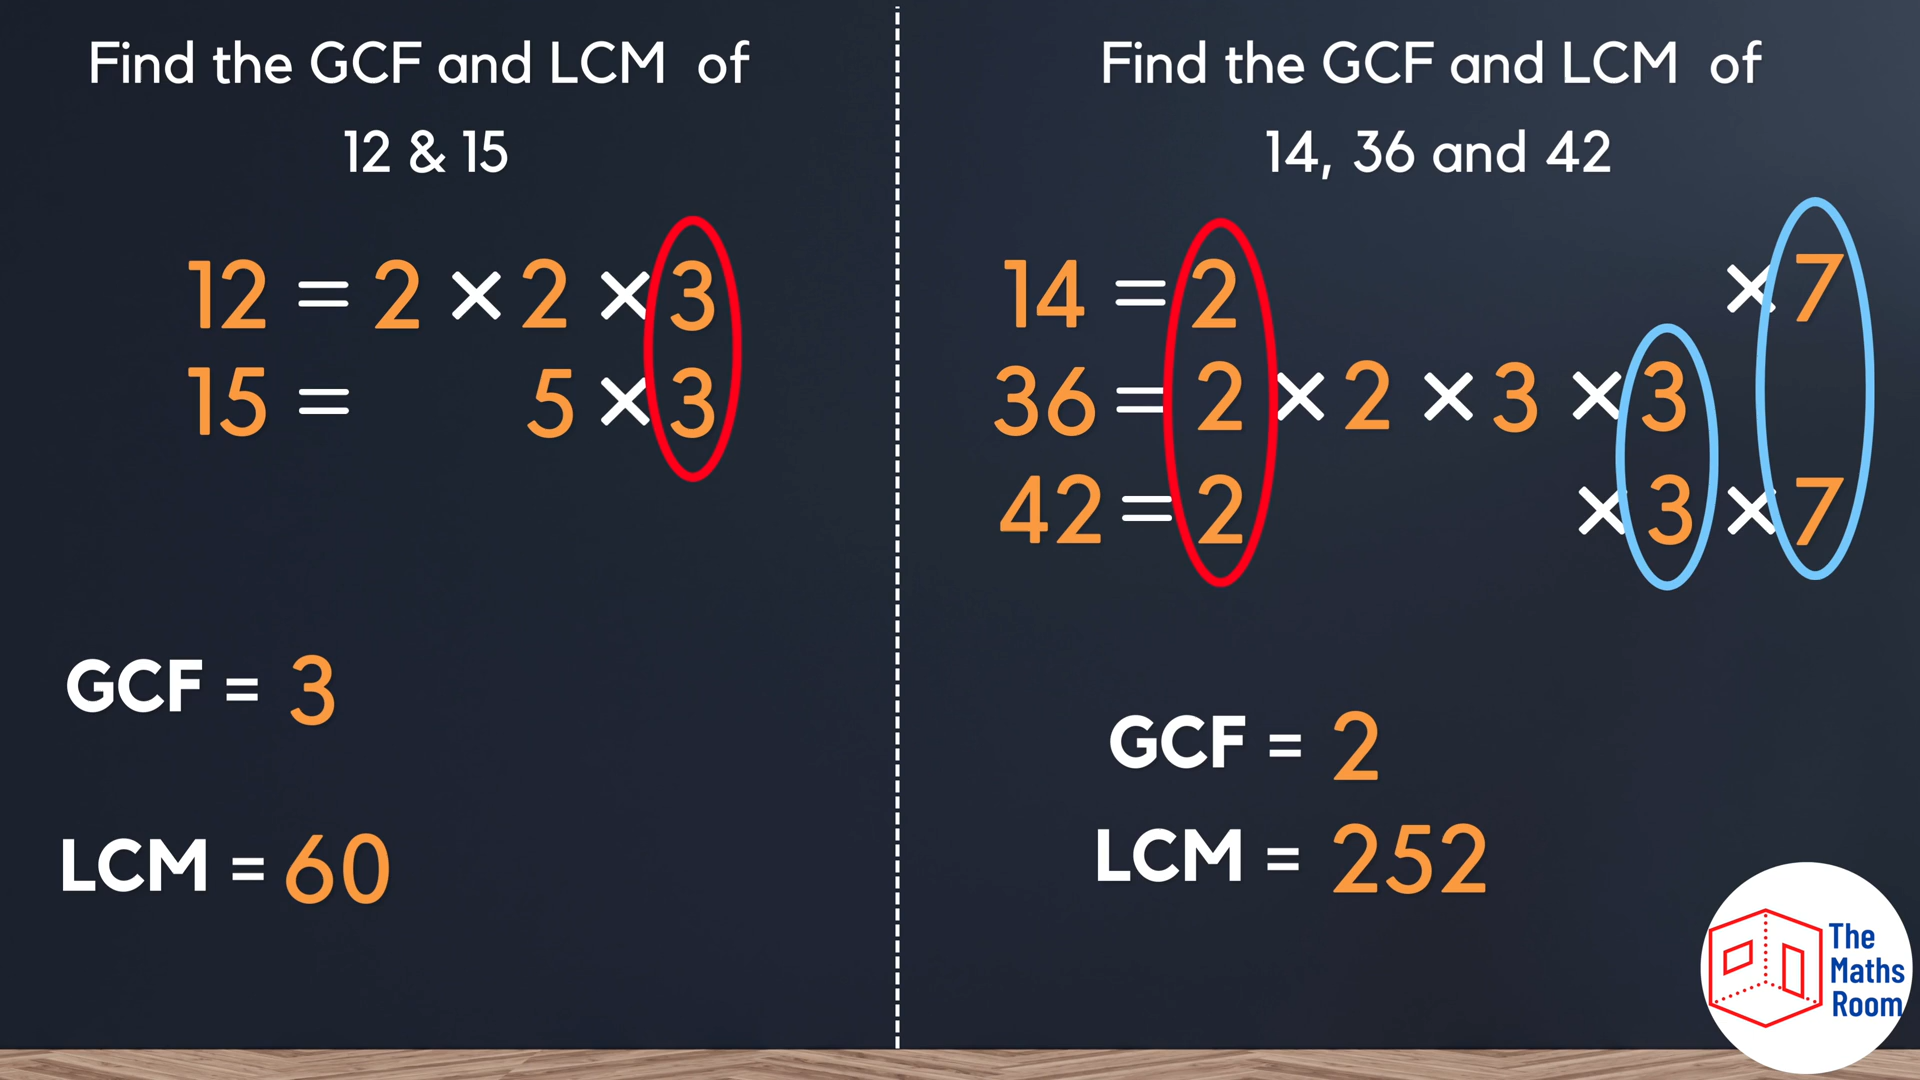 Find the GCF and LCM of
12 & 15
12 = 2 × 2 × 3
15 = 5 × 3
GCF = 3
LCM = 60
Find the GCF and LCM of
14, 36 and 42
14 = 2 × 7
36 = 2 × 2 × 3 × 3
42 = 2 × 3 × 7
GCF = 2
LCM = 252
The
Maths
Room